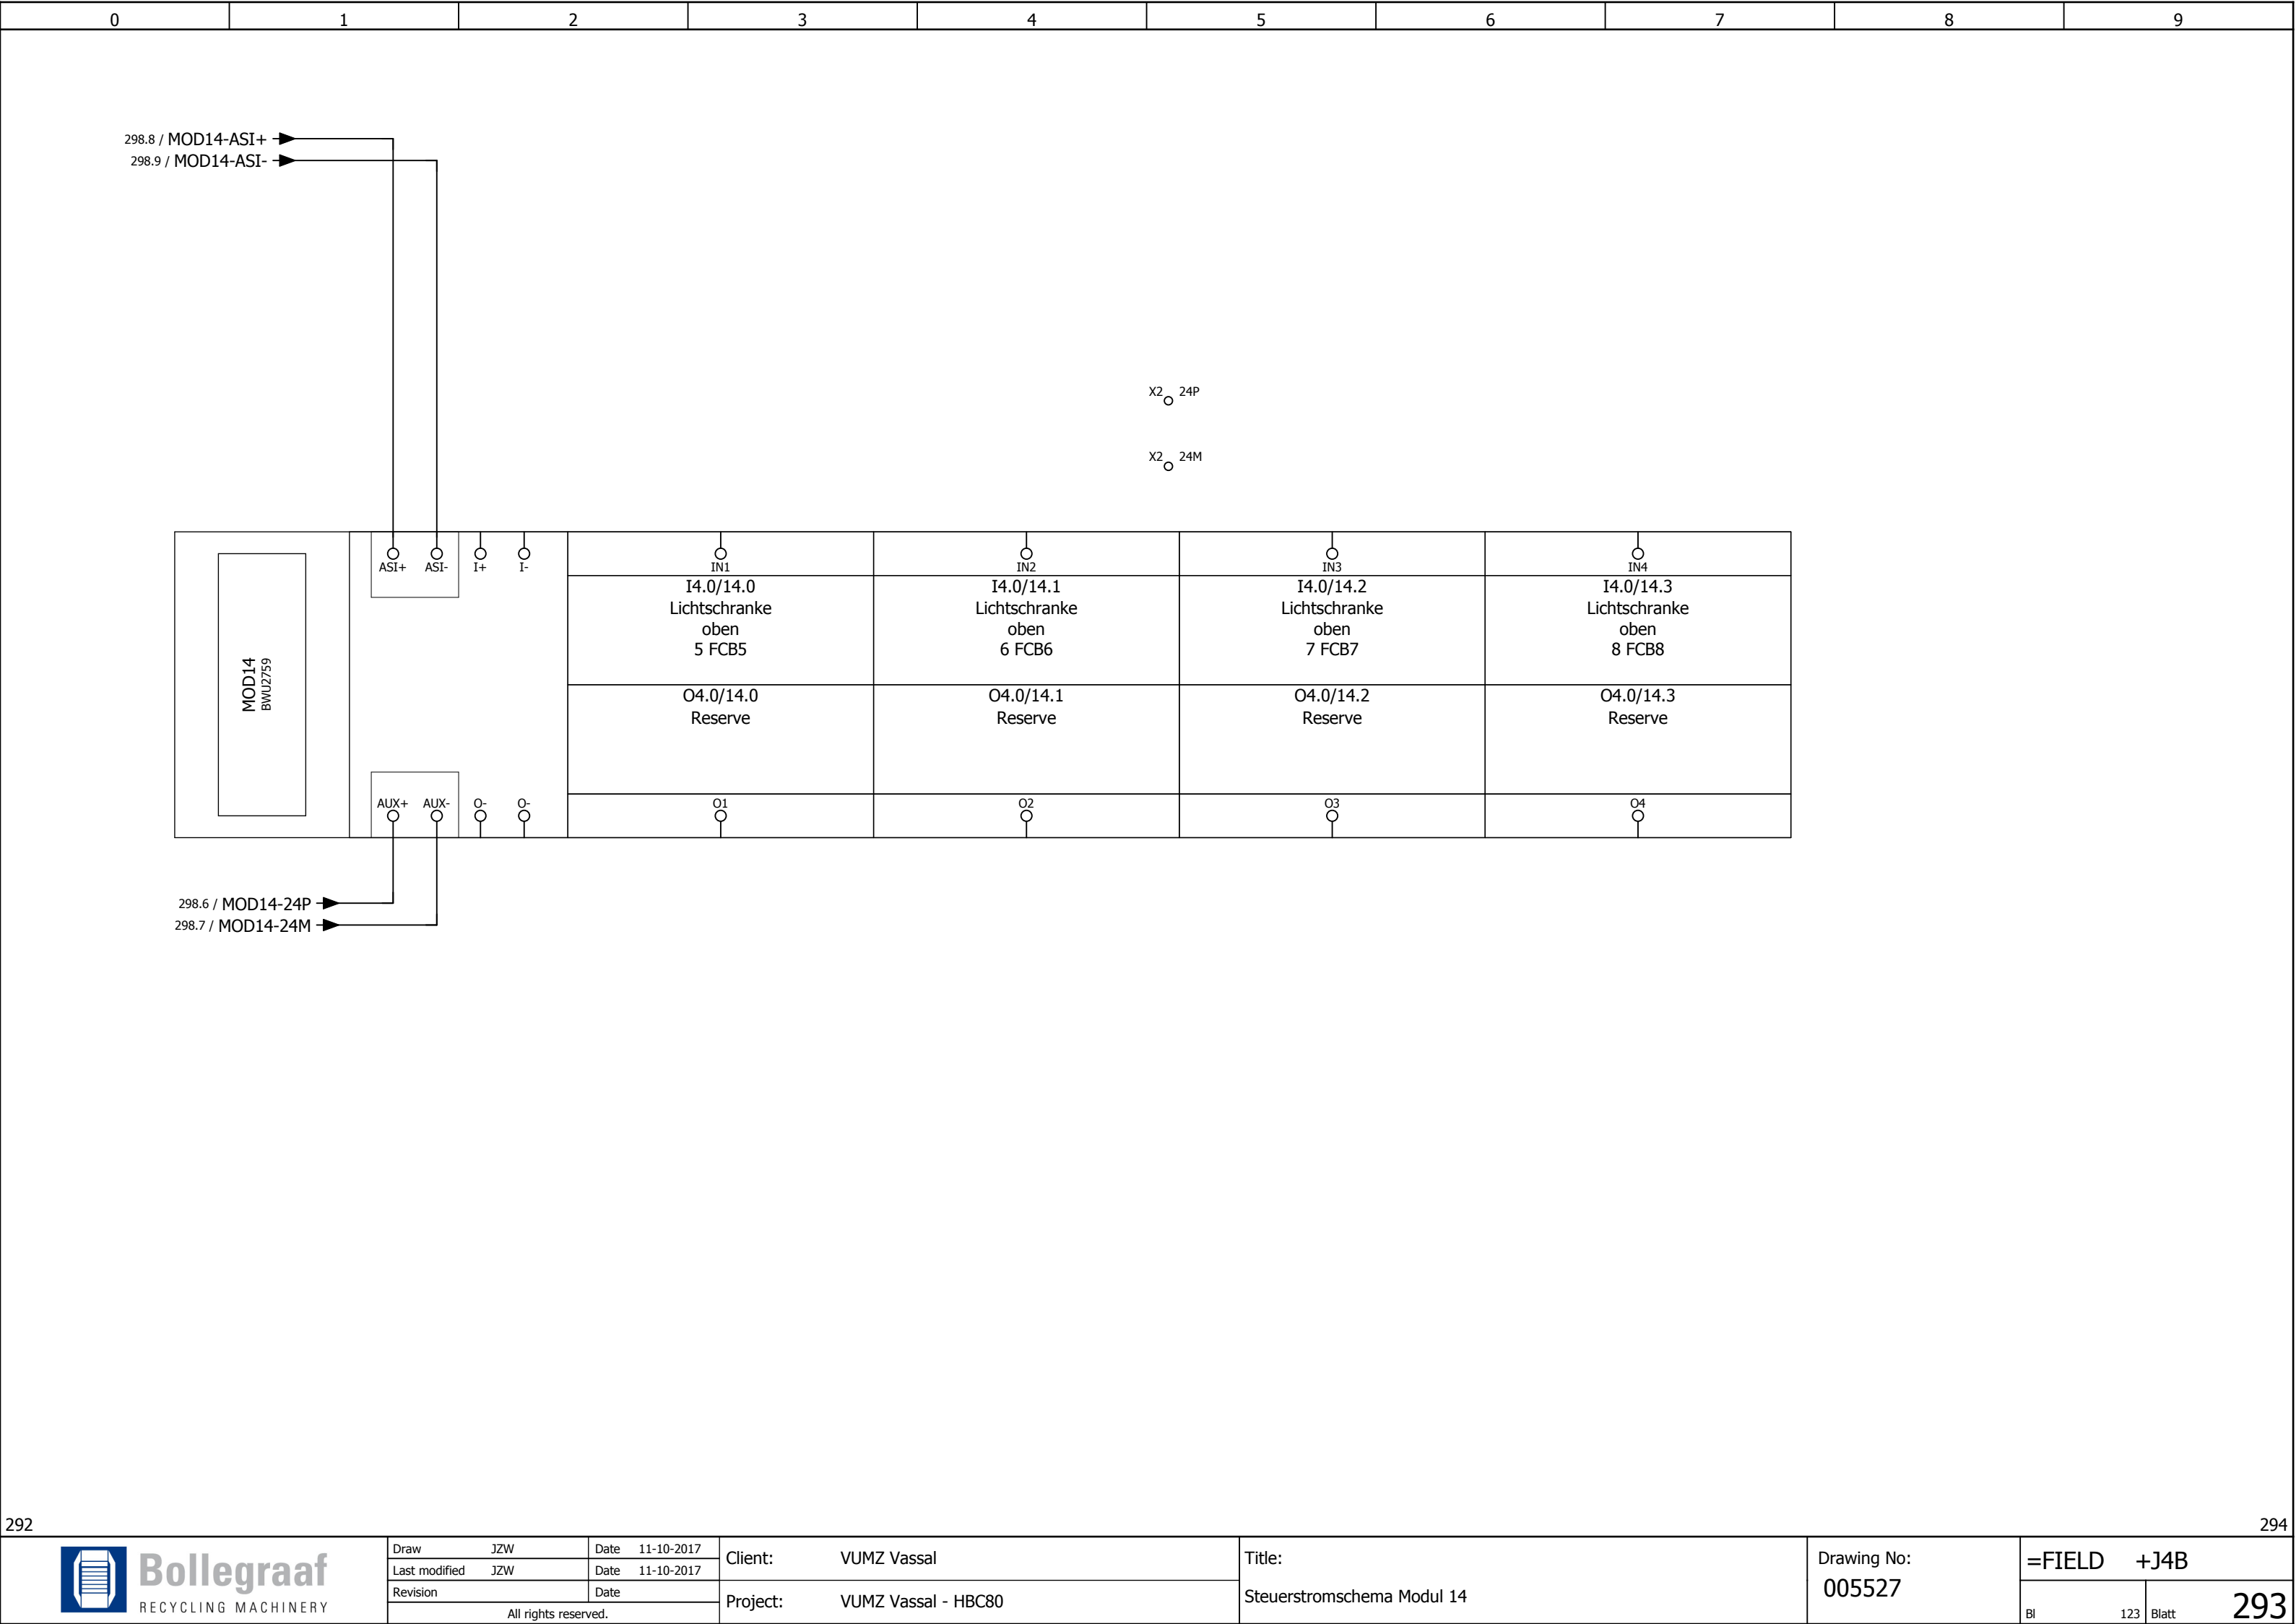 0 1 2 3 4 5 6 7 8 9
298.8 / MOD14-ASI+
298.9 / MOD14-ASI-
X2 24P
X2 24M
ASI+ ASI- I+ I- IN1 IN2 IN3 IN4
I4.0/14.0
Lichtschranke
oben
5 FCB5
I4.0/14.1
Lichtschranke
oben
6 FCB6
I4.0/14.2
Lichtschranke
oben
7 FCB7
I4.0/14.3
Lichtschranke
oben
8 FCB8
MOD14
BWU2759
O4.0/14.0
Reserve
O4.0/14.1
Reserve
O4.0/14.2
Reserve
O4.0/14.3
Reserve
AUX+ AUX- O- O- O1 O2 O3 O4
298.6 / MOD14-24P
298.7 / MOD14-24M
292 294
Bollegraaf
RECYCLING MACHINERY
Draw JZW Date 11-10-2017
Last modified JZW Date 11-10-2017
Revision Date
All rights reserved.
Client: VUMZ Vassal
Project: VUMZ Vassal - HBC80
Title:
Steuerstromschema Modul 14
Drawing No:
005527
=FIELD +J4B
Bl 123 Blatt 293